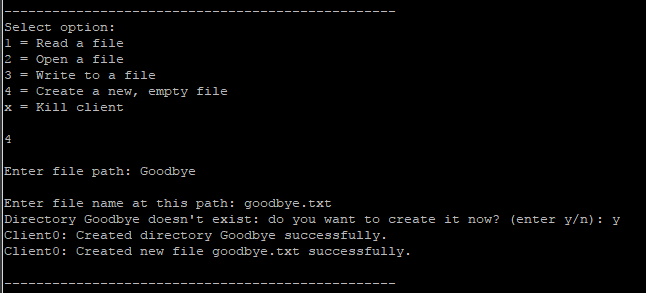 -------------------------------------------------
Select option:
1 = Read a file
2 = Open a file
3 = Write to a file
4 = Create a new, empty file
x = Kill client
4
Enter file path: Goodbye
Enter file name at this path: goodbye.txt
Directory Goodbye doesn't exist: do you want to create it now? (enter y/n): y
Client0: Created directory Goodbye successfully.
Client0: Created new file goodbye.txt successfully.
-------------------------------------------------